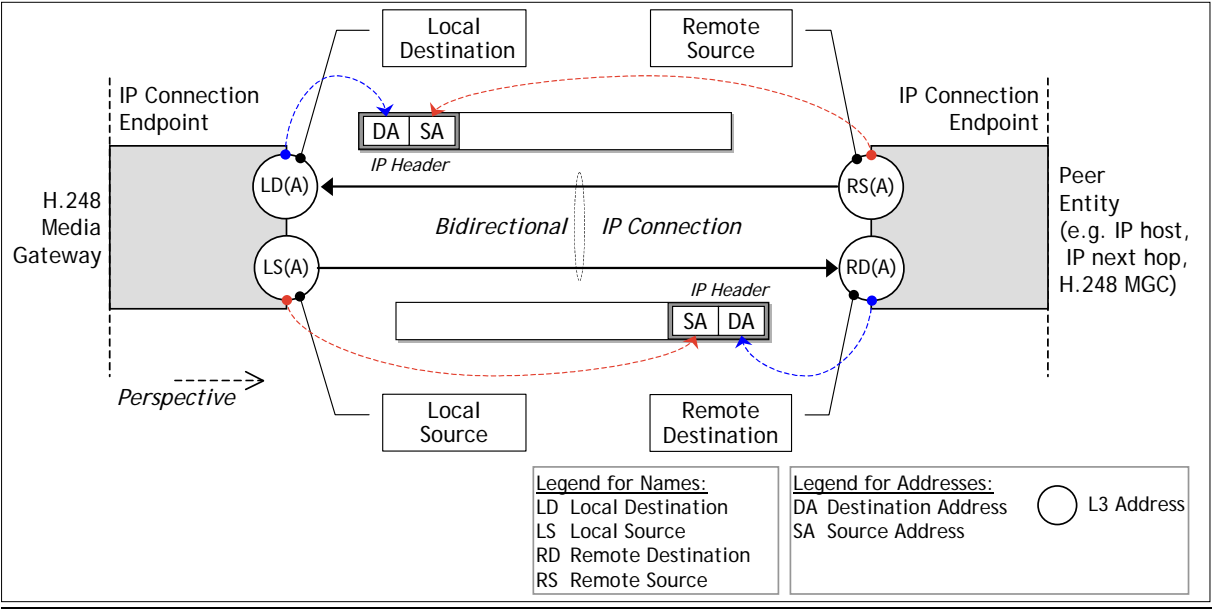 Local
Destination
Remote
Source
IP Connection
Endpoint
IP Connection
Endpoint
DA SA
IP Header
LD(A)
RS(A)
H.248
Media
Gateway
Bidirectional IP Connection
Peer
Entity
(e.g. IP host,
IP next hop,
H.248 MGC)
LS(A)
RD(A)
IP Header
SA DA
Perspective
Local
Source
Remote
Destination
Legend for Names:
LD Local Destination
LS Local Source
RD Remote Destination
RS Remote Source
Legend for Addresses:
DA Destination Address
SA Source Address
L3 Address